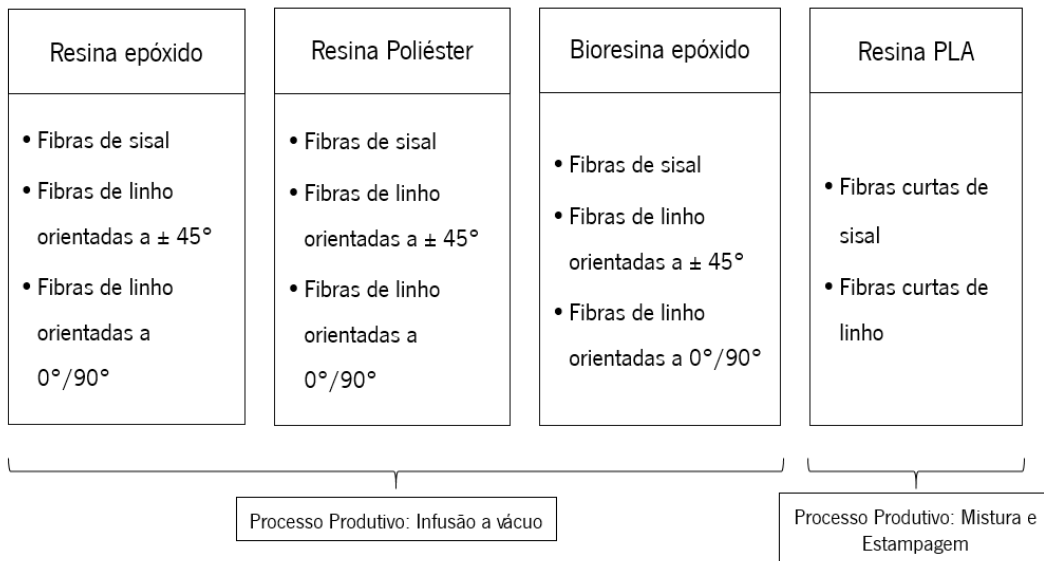 Resina epóxido
• Fibras de sisal
• Fibras de linho
orientadas a ± 45°
• Fibras de linho
orientadas a
0°/90°
Resina Poliéster
• Fibras de sisal
• Fibras de linho
orientadas a ± 45°
• Fibras de linho
orientadas a
0°/90°
Bioresina epóxido
• Fibras de sisal
• Fibras de linho
orientadas a ± 45°
• Fibras de linho
orientadas a 0°/90°
Resina PLA
• Fibras curtas de
sisal
• Fibras curtas de
linho
Processo Produtivo: Infusão a vácuo
Processo Produtivo: Mistura e
Estampagem